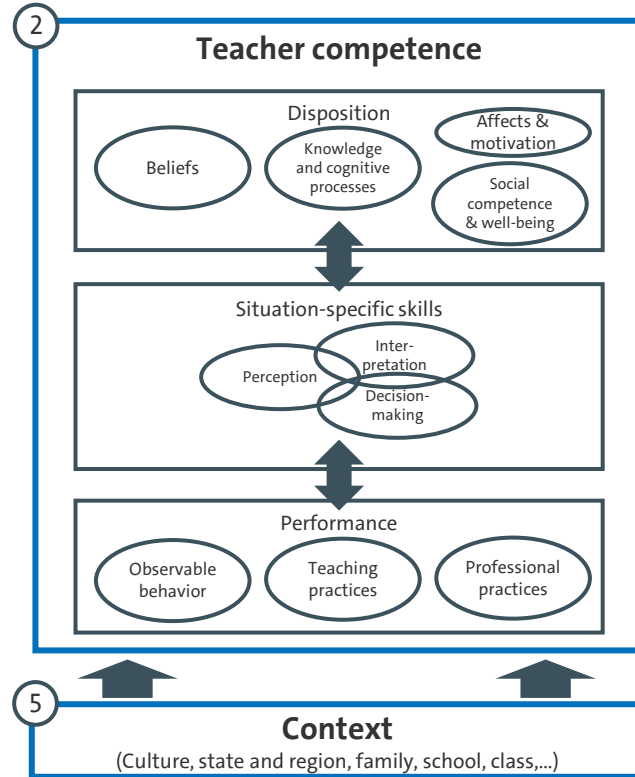 2
Teacher competence
Disposition
Beliefs
Knowledge
and cognitive
processes
Affects &
motivation
Social
competence
& well-being
Situation-specific skills
Perception
Inter-
pretation
Decision-
making
Performance
Observable
behavior
Teaching
practices
Professional
practices
5
Context
(Culture, state and region, family, school, class,...)